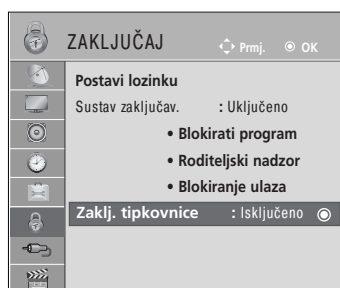 ZAKLJUČAJ Prmj. OK
Postavi lozinku
Sustav zaključav. : Uključeno
• Blokirati program
• Roditeljski nadzor
• Blokiranje ulaza
Zaklj. tipkovnice : Isključeno